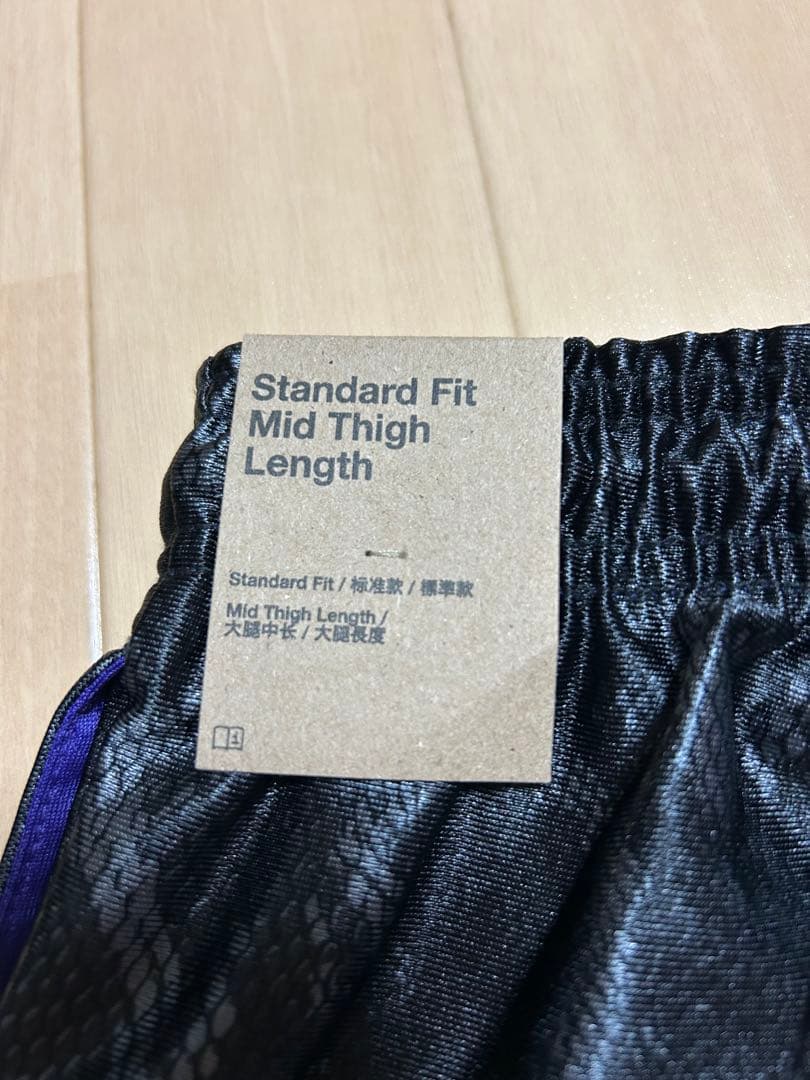 Standard Fit
Mid Thigh
Length
Standard Fit / 标准款 / 標準款
Mid Thigh Length /
大腿中长 / 大腿長度